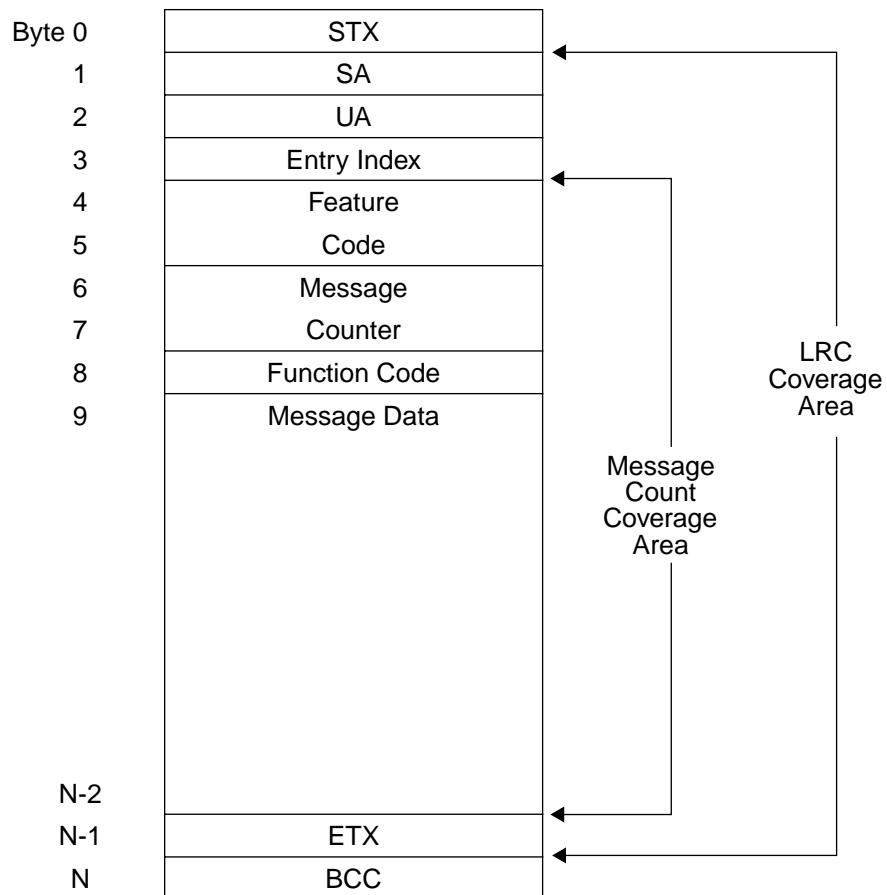 Byte 0 STX
1 SA
2 UA
3 Entry Index
4 Feature
5 Code
6 Message
7 Counter
8 Function Code
9 Message Data
LRC
Coverage
Area
Message
Count
Coverage
Area
N-2
N-1 ETX
N BCC